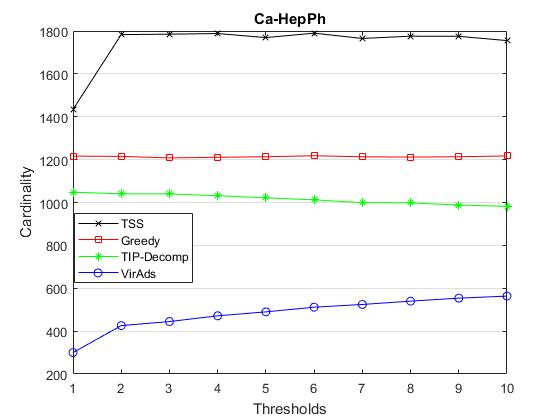 Ca-HepPh
1800
1600
1400
1200
1000
800
600
400
200
Cardinality
TSS
Greedy
TIP-Decomp
VirAds
1 2 3 4 5 6 7 8 9 10
Thresholds